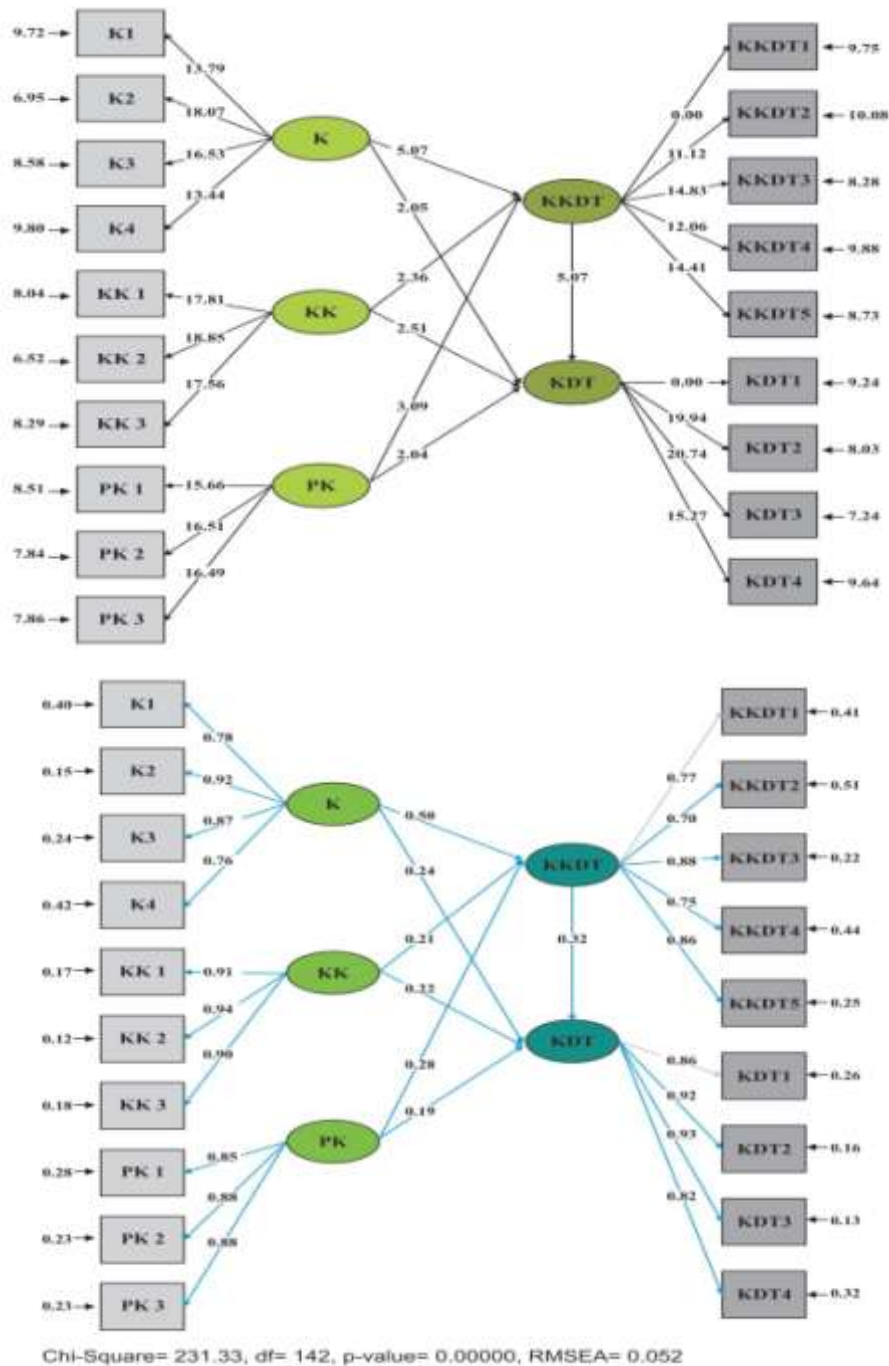 9.72 K1 13.79
6.95 K2 18.07
8.58 K3 16.53
9.80 K4 13.44
8.04 KK 1 17.81
6.52 KK 2 18.85
8.29 KK 3 17.56
8.51 PK 1 15.66
7.84 PK 2 16.51
7.86 PK 3 16.49
K
KK
PK
5.07
2.05
2.36
2.51
3.09
2.04
KKDT
5.07
KDT
0.00 KKDT1 9.75
11.12 KKDT2 10.08
14.83 KKDT3 8.28
12.06 KKDT4 9.88
14.41 KKDT5 8.73
0.00 KDT1 9.24
19.94 KDT2 8.03
20.74 KDT3 7.24
15.27 KDT4 9.64
0.40 K1 0.78
0.15 K2 0.92
0.24 K3 0.87
0.42 K4 0.76
0.17 KK 1 0.91
0.12 KK 2 0.94
0.18 KK 3 0.90
0.28 PK 1 0.85
0.23 PK 2 0.88
0.23 PK 3 0.88
K
KK
PK
0.50
0.24
0.21
0.22
0.28
0.19
KKDT
0.32
KDT
0.77 KKDT1 0.41
0.70 KKDT2 0.51
0.88 KKDT3 0.22
0.75 KKDT4 0.44
0.86 KKDT5 0.25
0.86 KDT1 0.26
0.92 KDT2 0.16
0.93 KDT3 0.13
0.82 KDT4 0.32
Chi-Square= 231.33, df= 142, p-value= 0.00000, RMSEA= 0.052